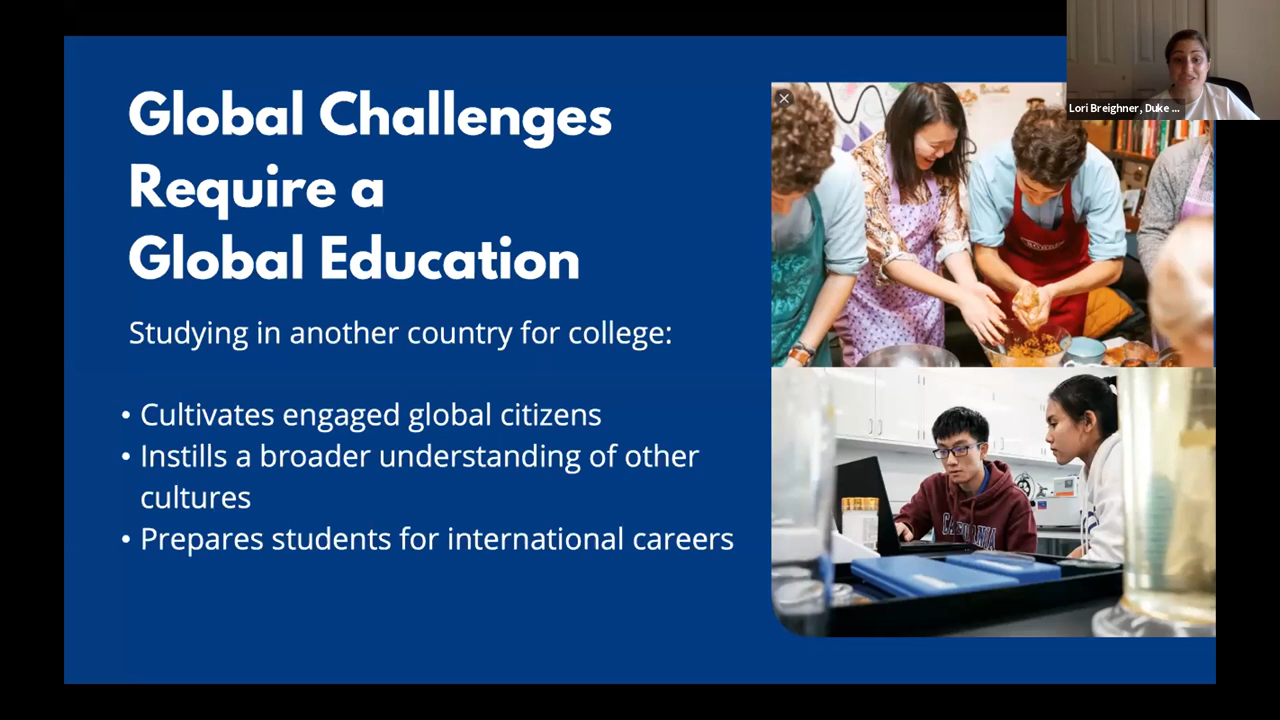 Global Challenges
Require a
Global Education
Studying in another country for college:
• Cultivates engaged global citizens
• Instills a broader understanding of other
cultures
• Prepares students for international careers
Lori Breighner, Duke ...